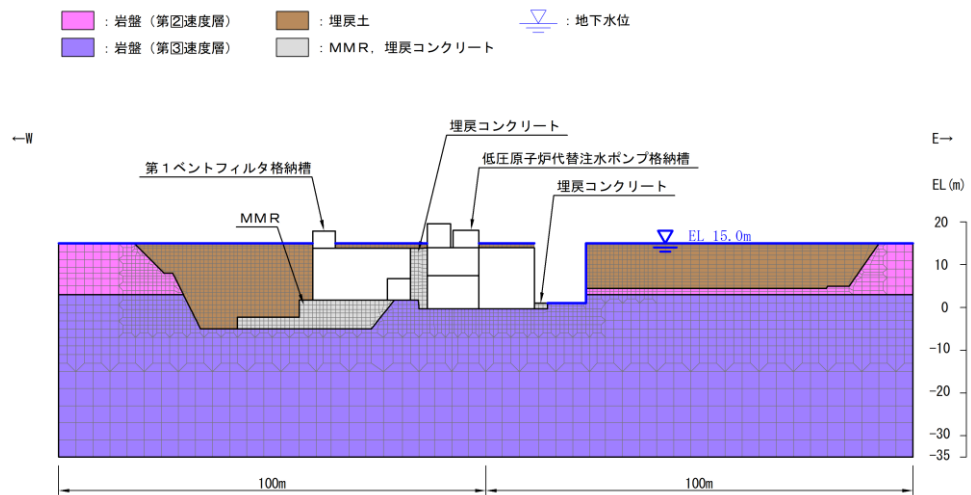 ：岩盤（第②速度層）
：埋戻土
：地下水位
：岩盤（第③速度層）
：ＭＭＲ，埋戻コンクリート
埋戻コンクリート
←W
E→
低圧原子炉代替注水ポンプ格納槽
第１ベントフィルタ格納槽
埋戻コンクリート
EL(m)
ＭＭＲ
20
EL 15.0m
10
0
-10
-20
-30
-35
100m
100m